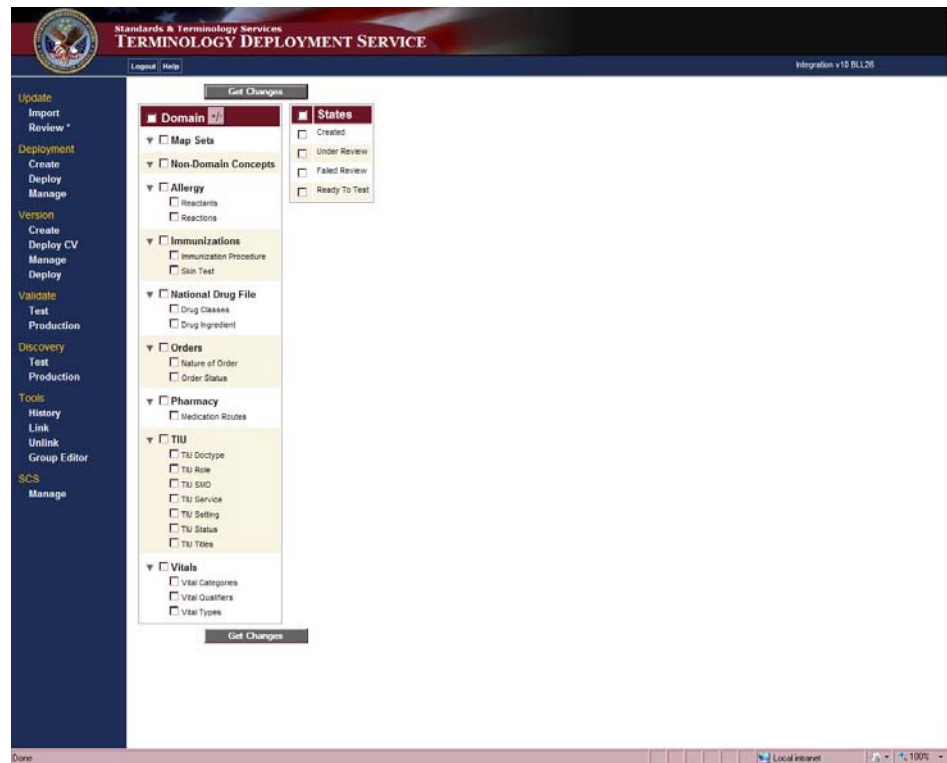 Standards & Terminology Services
TERMINOLOGY DEPLOYMENT SERVICE
Logout Help
Integration v10 BLL26
Update
Import
Review *
Deployment
Create
Deploy
Manage
Version
Create
Deploy CV
Manage
Deploy
Validate
Test
Production
Discovery
Test
Production
Tools
History
Link
Unlink
Group Editor
SCS
Manage
Get Changes
Domain +/-
Map Sets
Non-Domain Concepts
Allergy
Reactants
Reactions
Immunizations
Immunization Procedure
Skin Test
National Drug File
Drug Classes
Drug Ingredient
Orders
Nature of Order
Order Status
Pharmacy
Medication Routes
TIU
TIU Doctype
TIU Role
TIU SMD
TIU Service
TIU Setting
TIU Status
TIU Titles
Vitals
Vital Categories
Vital Qualifiers
Vital Types
States
Created
Under Review
Failed Review
Ready To Test
Get Changes
Done
Local intranet
100%